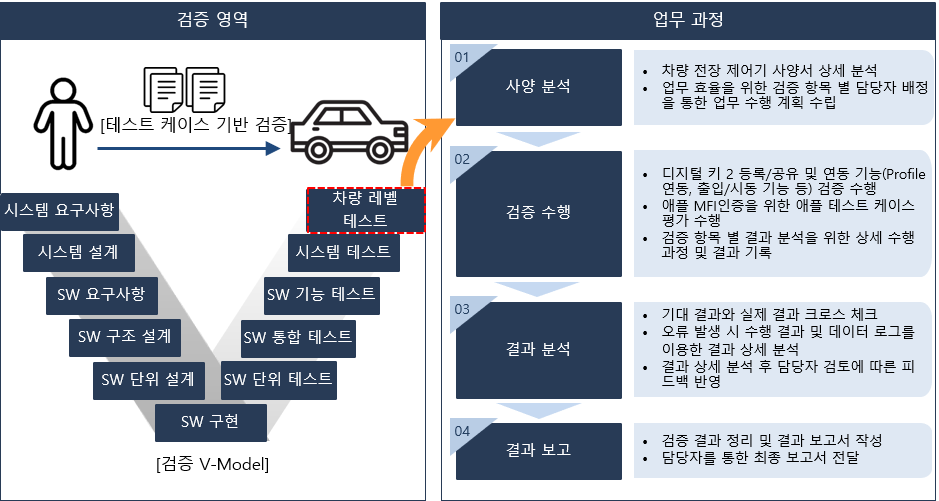 검증 영역
[테스트 케이스 기반 검증]
차량 레벨
테스트
시스템 요구사항
시스템 설계
시스템 테스트
SW 요구사항
SW 기능 테스트
SW 구조 설계
SW 통합 테스트
SW 단위 설계
SW 단위 테스트
SW 구현
[검증 V-Model]
업무 과정
01
사양 분석
• 차량 전장 제어기 사양서 상세 분석
• 업무 효율을 위한 검증 항목 별 담당자 배정
을 통한 업무 수행 계획 수립
02
검증 수행
• 디지털 키 2 등록/공유 및 연동 기능(Profile
연동, 출입/시동 기능 등) 검증 수행
• 애플 MFI인증을 위한 애플 테스트 케이스
평가 수행
• 검증 항목 별 결과 분석을 위한 상세 수행
과정 및 결과 기록
03
결과 분석
• 기대 결과와 실제 결과 크로스 체크
• 오류 발생 시 수행 결과 및 데이터 로그를
이용한 결과 상세 분석
• 결과 상세 분석 후 담당자 검토에 따른 피
드백 반영
04
결과 보고
• 검증 결과 정리 및 결과 보고서 작성
• 담당자를 통한 최종 보고서 전달